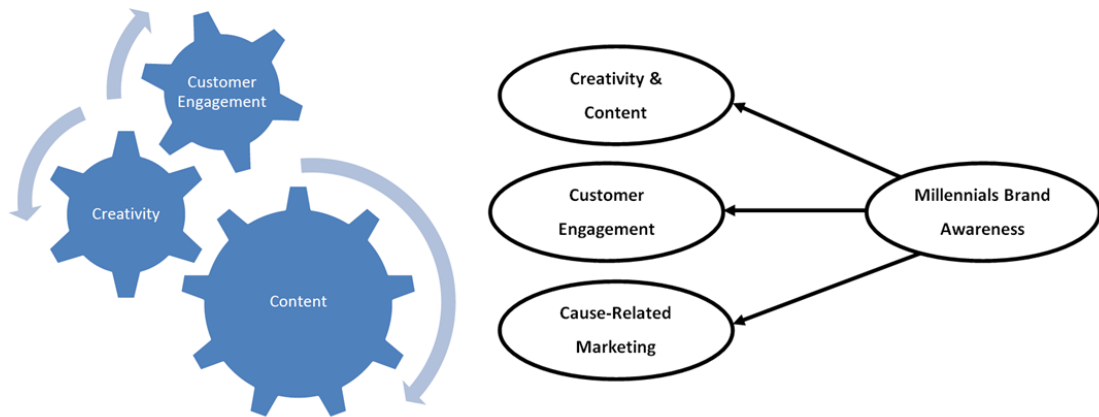 Customer
Engagement
Creativity
Content
Creativity &
Content
Customer
Engagement
Cause-Related
Marketing
Millennials Brand
Awareness